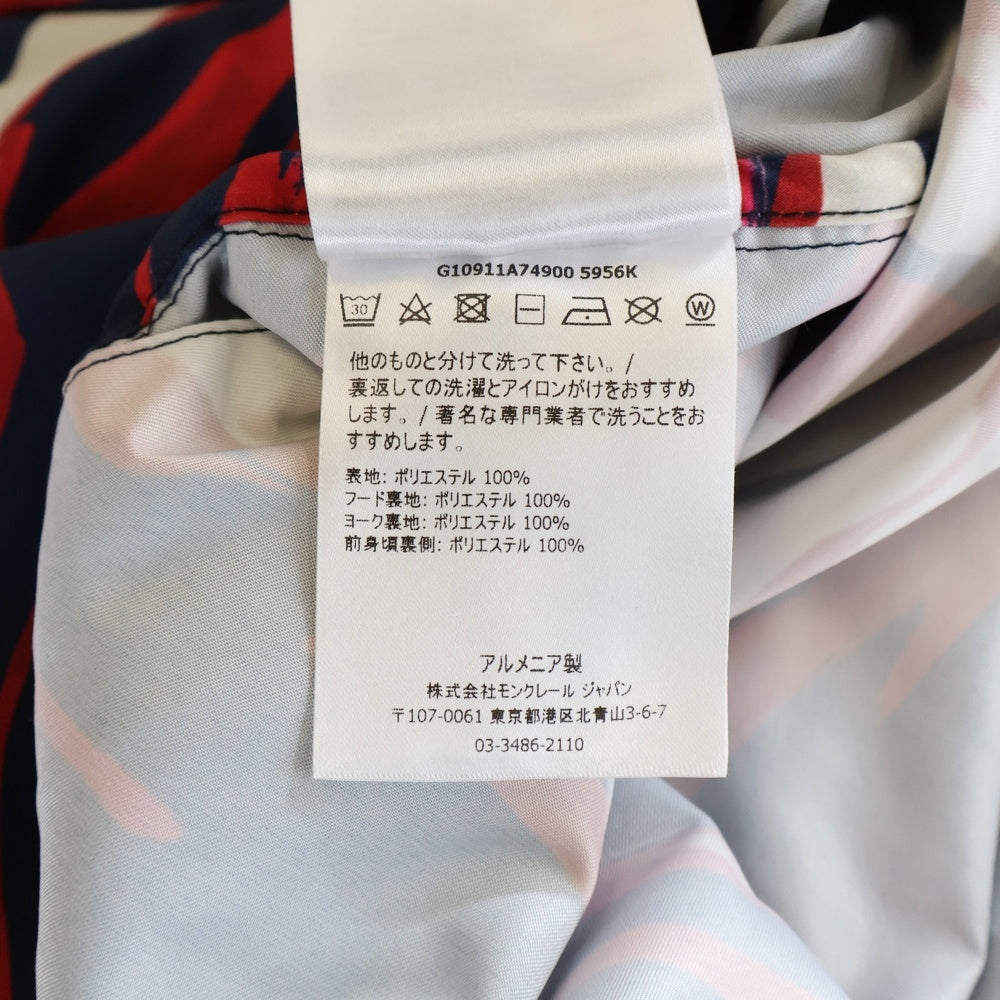 G10911A74900 5956K
30 W
他のものと分けて洗って下さい。/
裏返しての洗濯とアイロンがけをおすすめ
します。/ 著名な専門業者で洗うことをお
すすめします。
表地: ポリエステル 100%
フード裏地: ポリエステル 100%
ヨーク裏地: ポリエステル 100%
前身頃裏側: ポリエステル 100%
アルメニア製
株式会社モンクレール ジャパン
〒107-0061 東京都港区北青山3-6-7
03-3486-2110